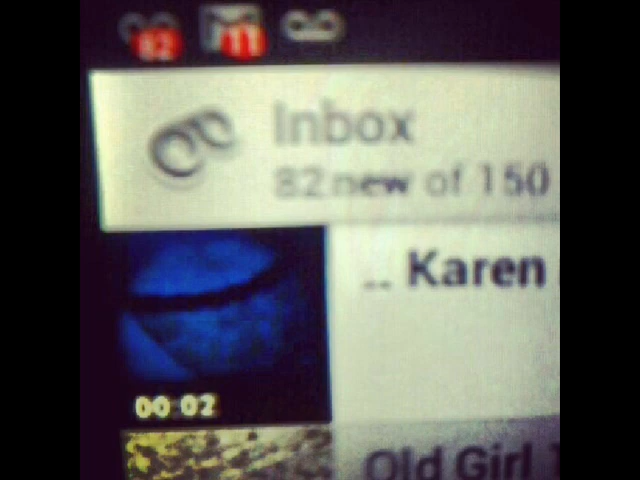 82 11
Inbox
82 new of 150
.. Karen
00:02
Old Girl